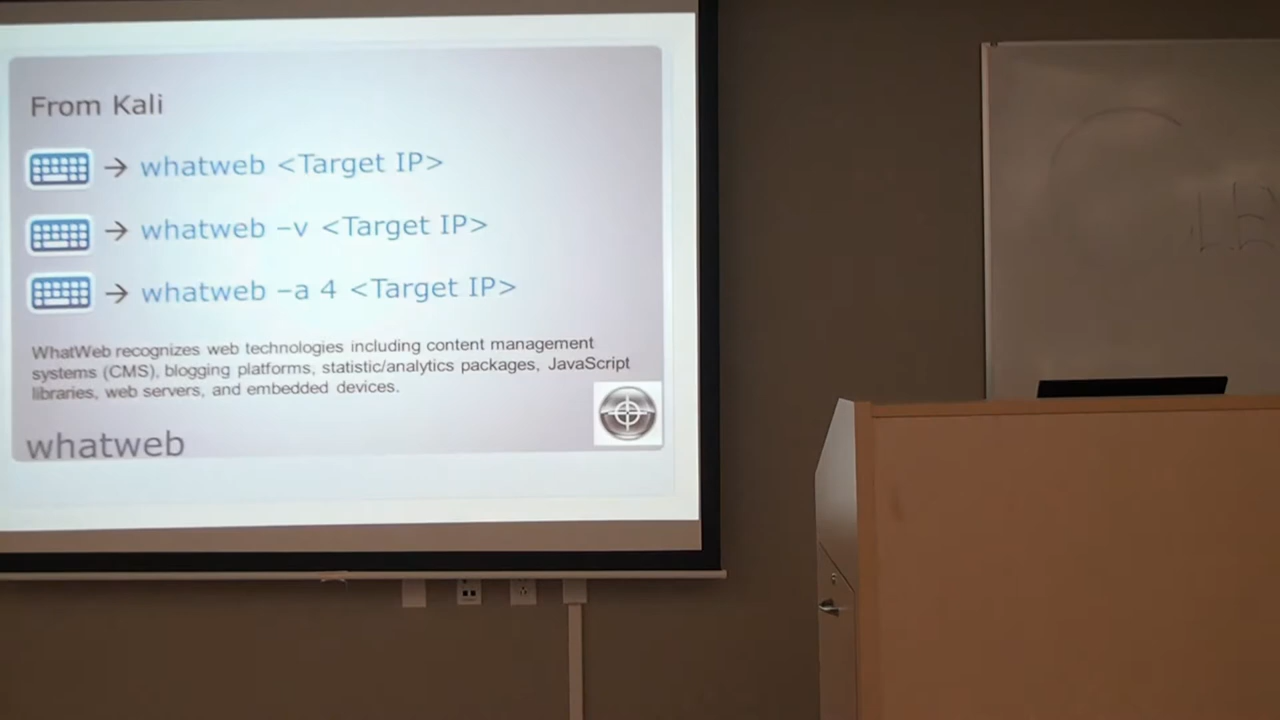 From Kali
→ whatweb <Target IP>
→ whatweb –v <Target IP>
→ whatweb –a 4 <Target IP>
WhatWeb recognizes web technologies including content management
systems (CMS), blogging platforms, statistic/analytics packages, JavaScript
libraries, web servers, and embedded devices.
whatweb